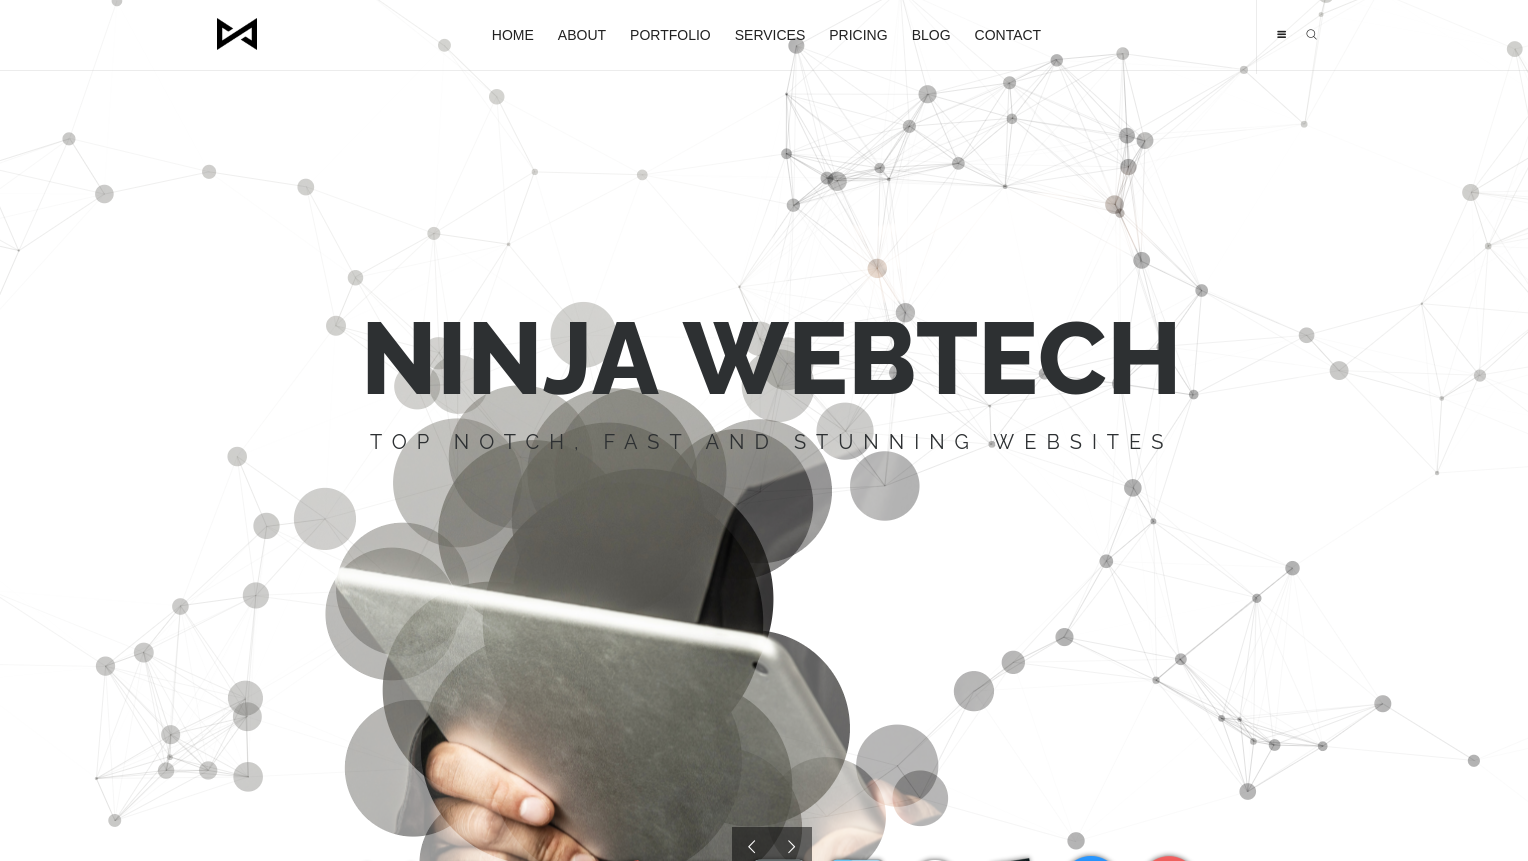 HOME ABOUT PORTFOLIO SERVICES PRICING BLOG CONTACT
NINJA WEBTECH
TOP NOTCH, FAST AND STUNNING WEBSITES